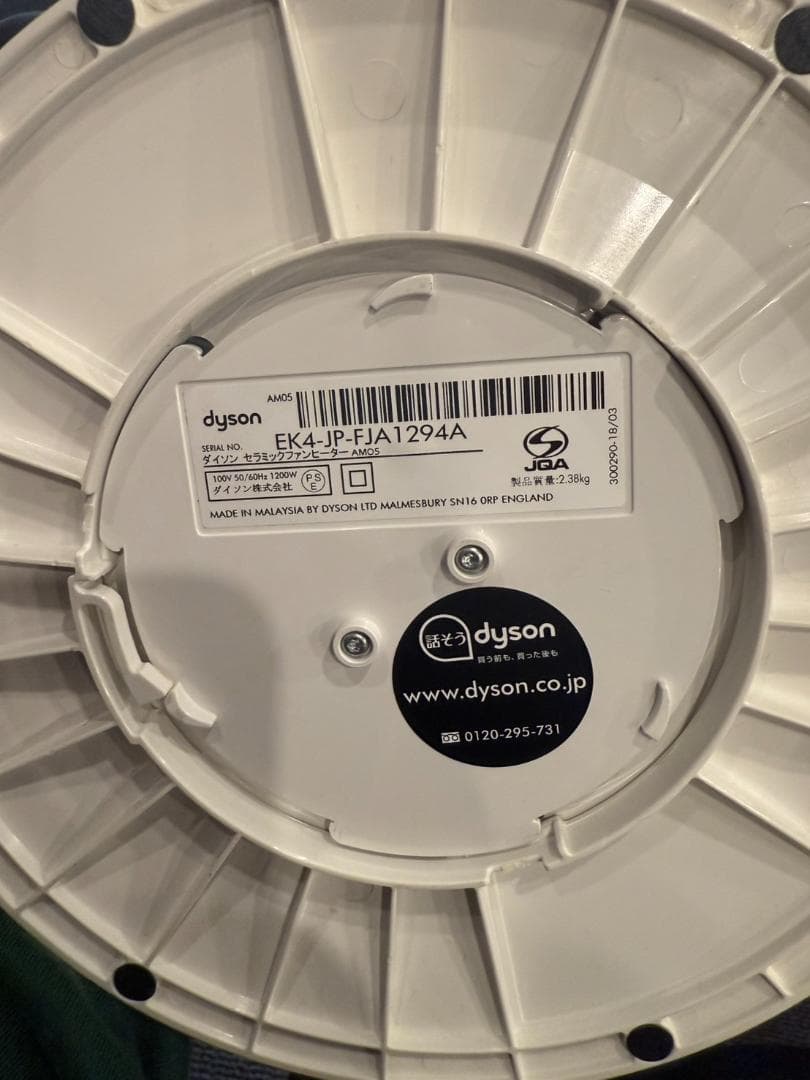 AM05
dyson
SERIAL NO. EK4-JP-FJA1294A
ダイソン セラミックファンヒーター AM05
100V 50/60Hz 1200W
ダイソン株式会社
PS
E
JQA
製品質量:2.38kg
MADE IN MALAYSIA BY DYSON LTD MALMESBURY SN16 0RP ENGLAND
300290-18/03
話そう dyson
買う前も、買った後も
www.dyson.co.jp
0120-295-731